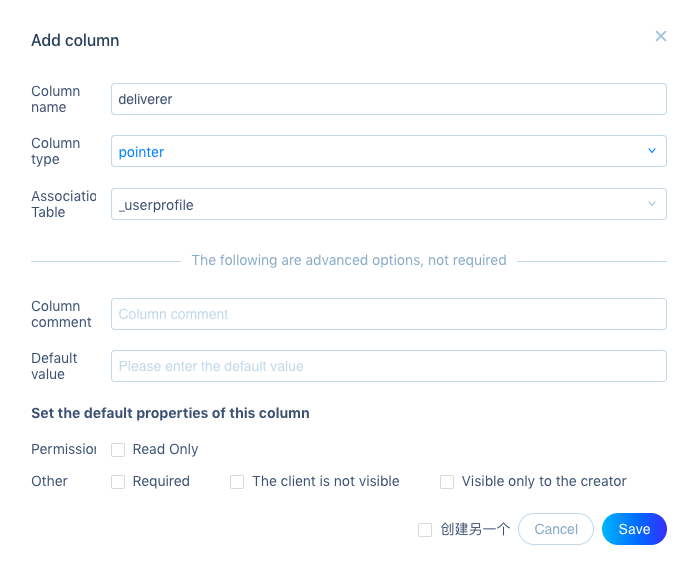 Add column
Column name
deliverer
Column type
pointer
Associatio
Table
_userprofile
The following are advanced options, not required
Column comment
Column comment
Default value
Please enter the default value
Set the default properties of this column
Permission
Read Only
Other
Required
The client is not visible
Visible only to the creator
创建另一个
Cancel
Save